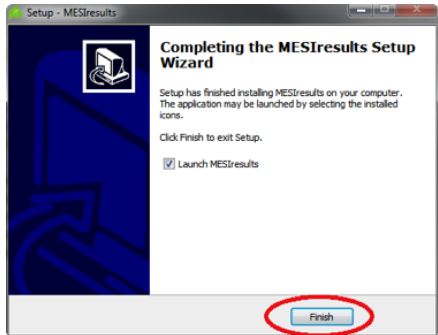 Setup - MESIresults
Completing the MESIresults Setup
Wizard
Setup has finished installing MESIresults on your computer.
The application may be launched by selecting the installed
icons.
Click Finish to exit Setup.
Launch MESIresults
Finish